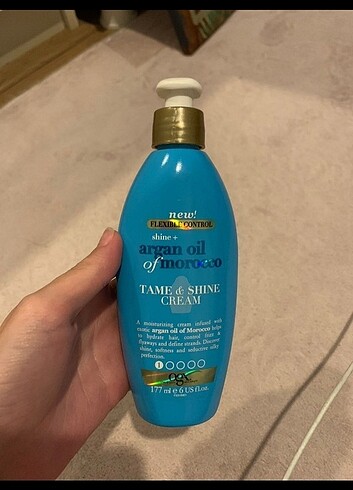 new!
FLEXIBLE CONTROL
shine +
argan oil
of morocco
TAME & SHINE
CREAM
A moisturising cream infused with
exotic argan oil of Morocco helps
to hydrate hair, control frizz &
flyaways and define strands. Discover
shine, softness and seductive silky
perfection.
1
ogx
177 ml e 6 US fl.oz.